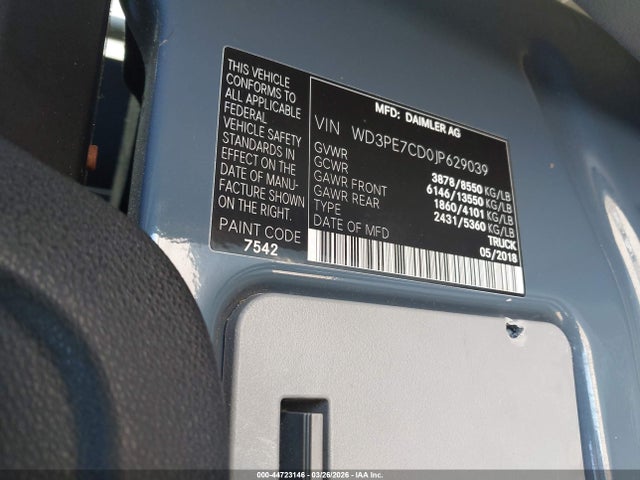 THIS VEHICLE
CONFORMS TO
ALL APPLICABLE
FEDERAL
VEHICLE SAFETY
STANDARDS IN
EFFECT ON THE
DATE OF MANU-
FACTURE SHOWN
ABOVE.
PAINT CODE
7542
MFD: DAIMLER AG
VIN WD3PE7CD0JP629039
GVWR 3878/8550 KG/LB
GCWR 6146/13550 KG/LB
GAWR FRONT 1860/4101 KG/LB
GAWR REAR 2431/5360 KG/LB
TYPE TRUCK
DATE OF MFD 05/2018
000-44723146 - 03/26/2026 - IAA Inc.